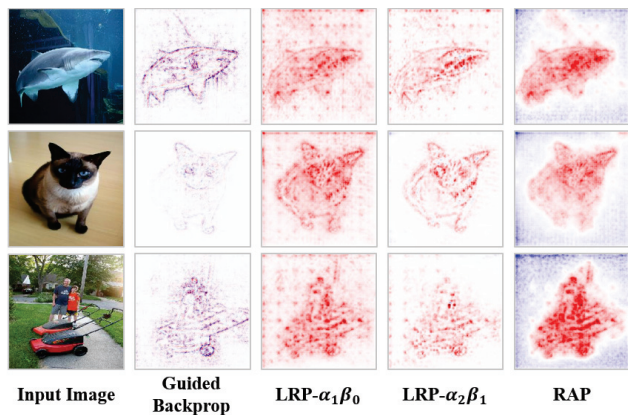 Input Image
Guided
Backprop
LRP-α₁β₀
LRP-α₂β₁
RAP